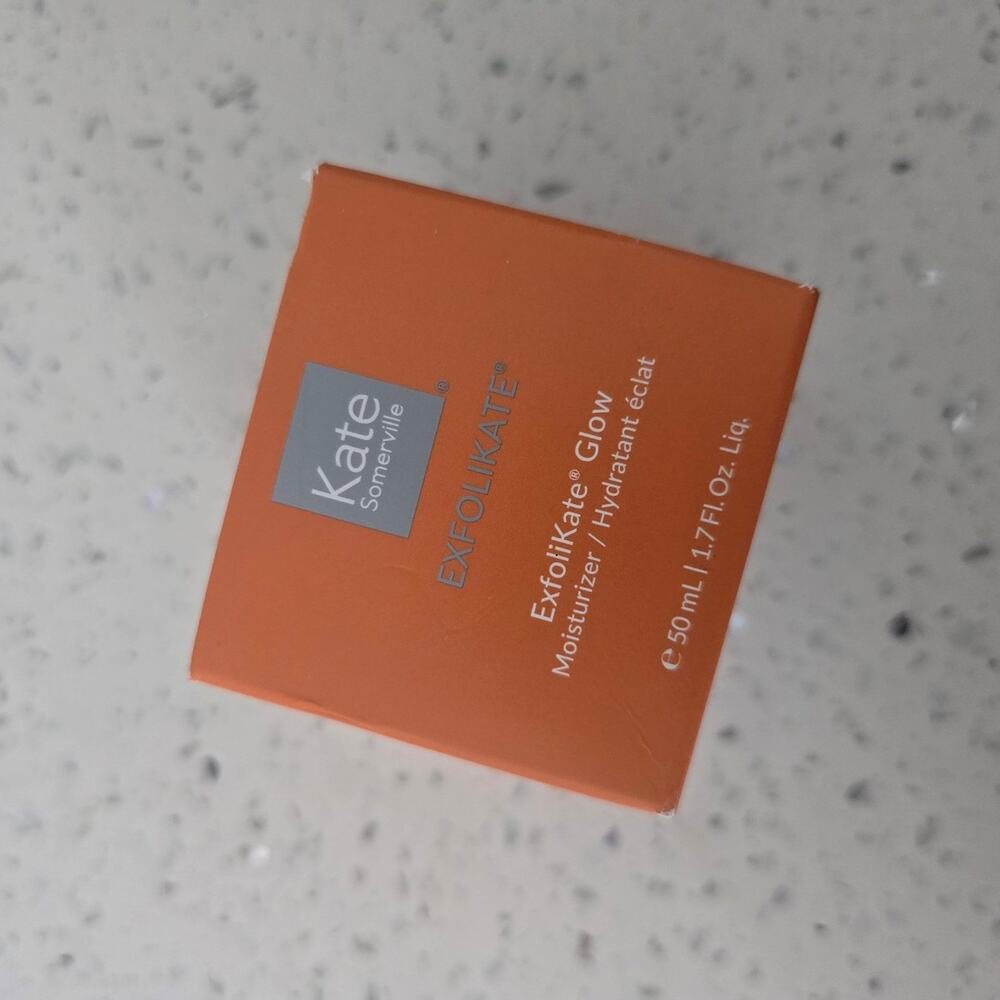 Kate
Somerville®
EXFOLIKATE®
ExfoliKate® Glow
Moisturizer / Hydratant éclat
e 50 mL | 1.7 Fl. Oz. Liq.